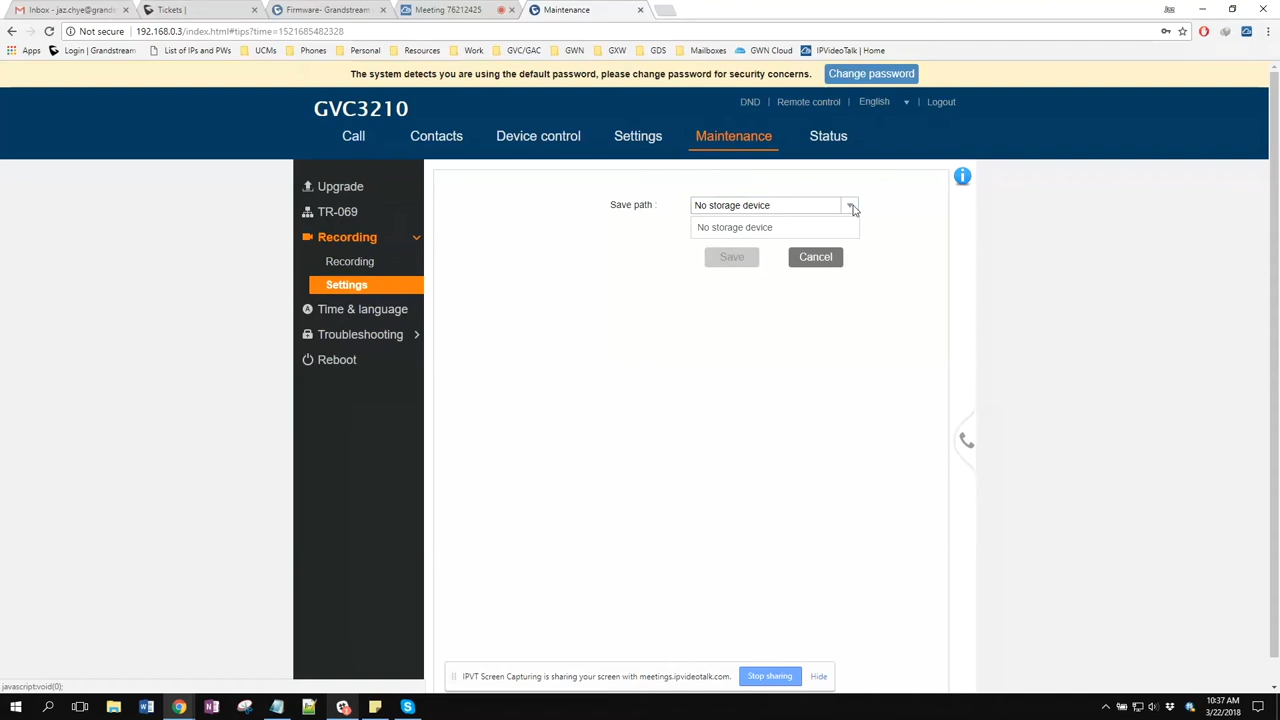 Inbox - jaz.chye@grands
Tickets |
Firmware- Grandstream
Meeting 76212425
Maintenance
Not secure | 192.168.0.3/index.html#tips?time=1521685482328
Apps Login | Grandstream List of IPs and PWs UCMs Phones Personal Resources Work GVC/GAC GWN GXW GDS Mailboxes GWN Cloud IPVideoTalk | Home
The system detects you are using the default password, please change password for security concerns. Change password
GVC3210
DND | Remote control | English | Logout
Call Contacts Device control Settings Maintenance Status
Upgrade
TR-069
Recording
Recording
Settings
Time & language
Troubleshooting
Reboot
Save path : No storage device
No storage device
Save Cancel
IPVT Screen Capturing is sharing your screen with meetings.ipvideotalk.com. Stop sharing Hide
javascript:void(0);
10:37 AM
3/22/2018